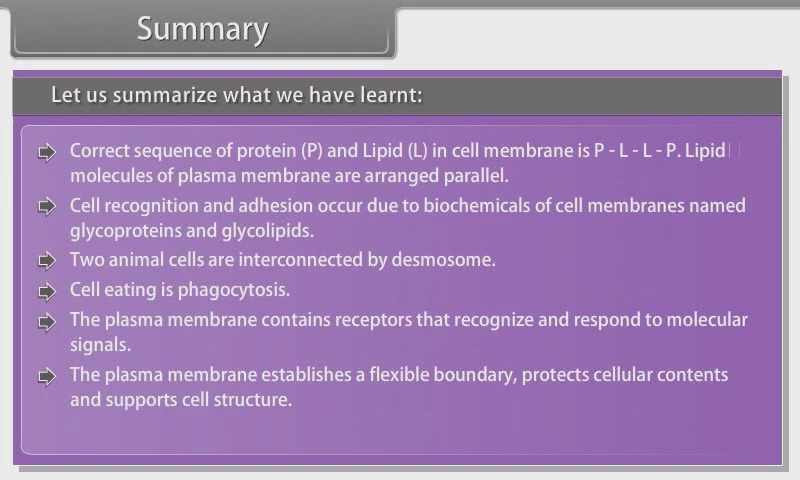 Summary
Let us summarize what we have learnt:
Correct sequence of protein (P) and Lipid (L) in cell membrane is P - L - L - P. Lipid
molecules of plasma membrane are arranged parallel.
Cell recognition and adhesion occur due to biochemicals of cell membranes named
glycoproteins and glycolipids.
Two animal cells are interconnected by desmosome.
Cell eating is phagocytosis.
The plasma membrane contains receptors that recognize and respond to molecular
signals.
The plasma membrane establishes a flexible boundary, protects cellular contents
and supports cell structure.